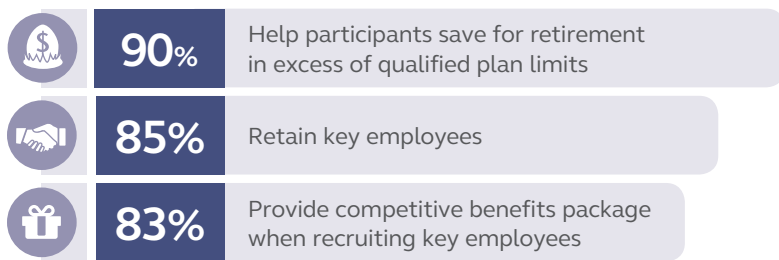 $
90%
Help participants save for retirement
in excess of qualified plan limits
85%
Retain key employees
83%
Provide competitive benefits package
when recruiting key employees